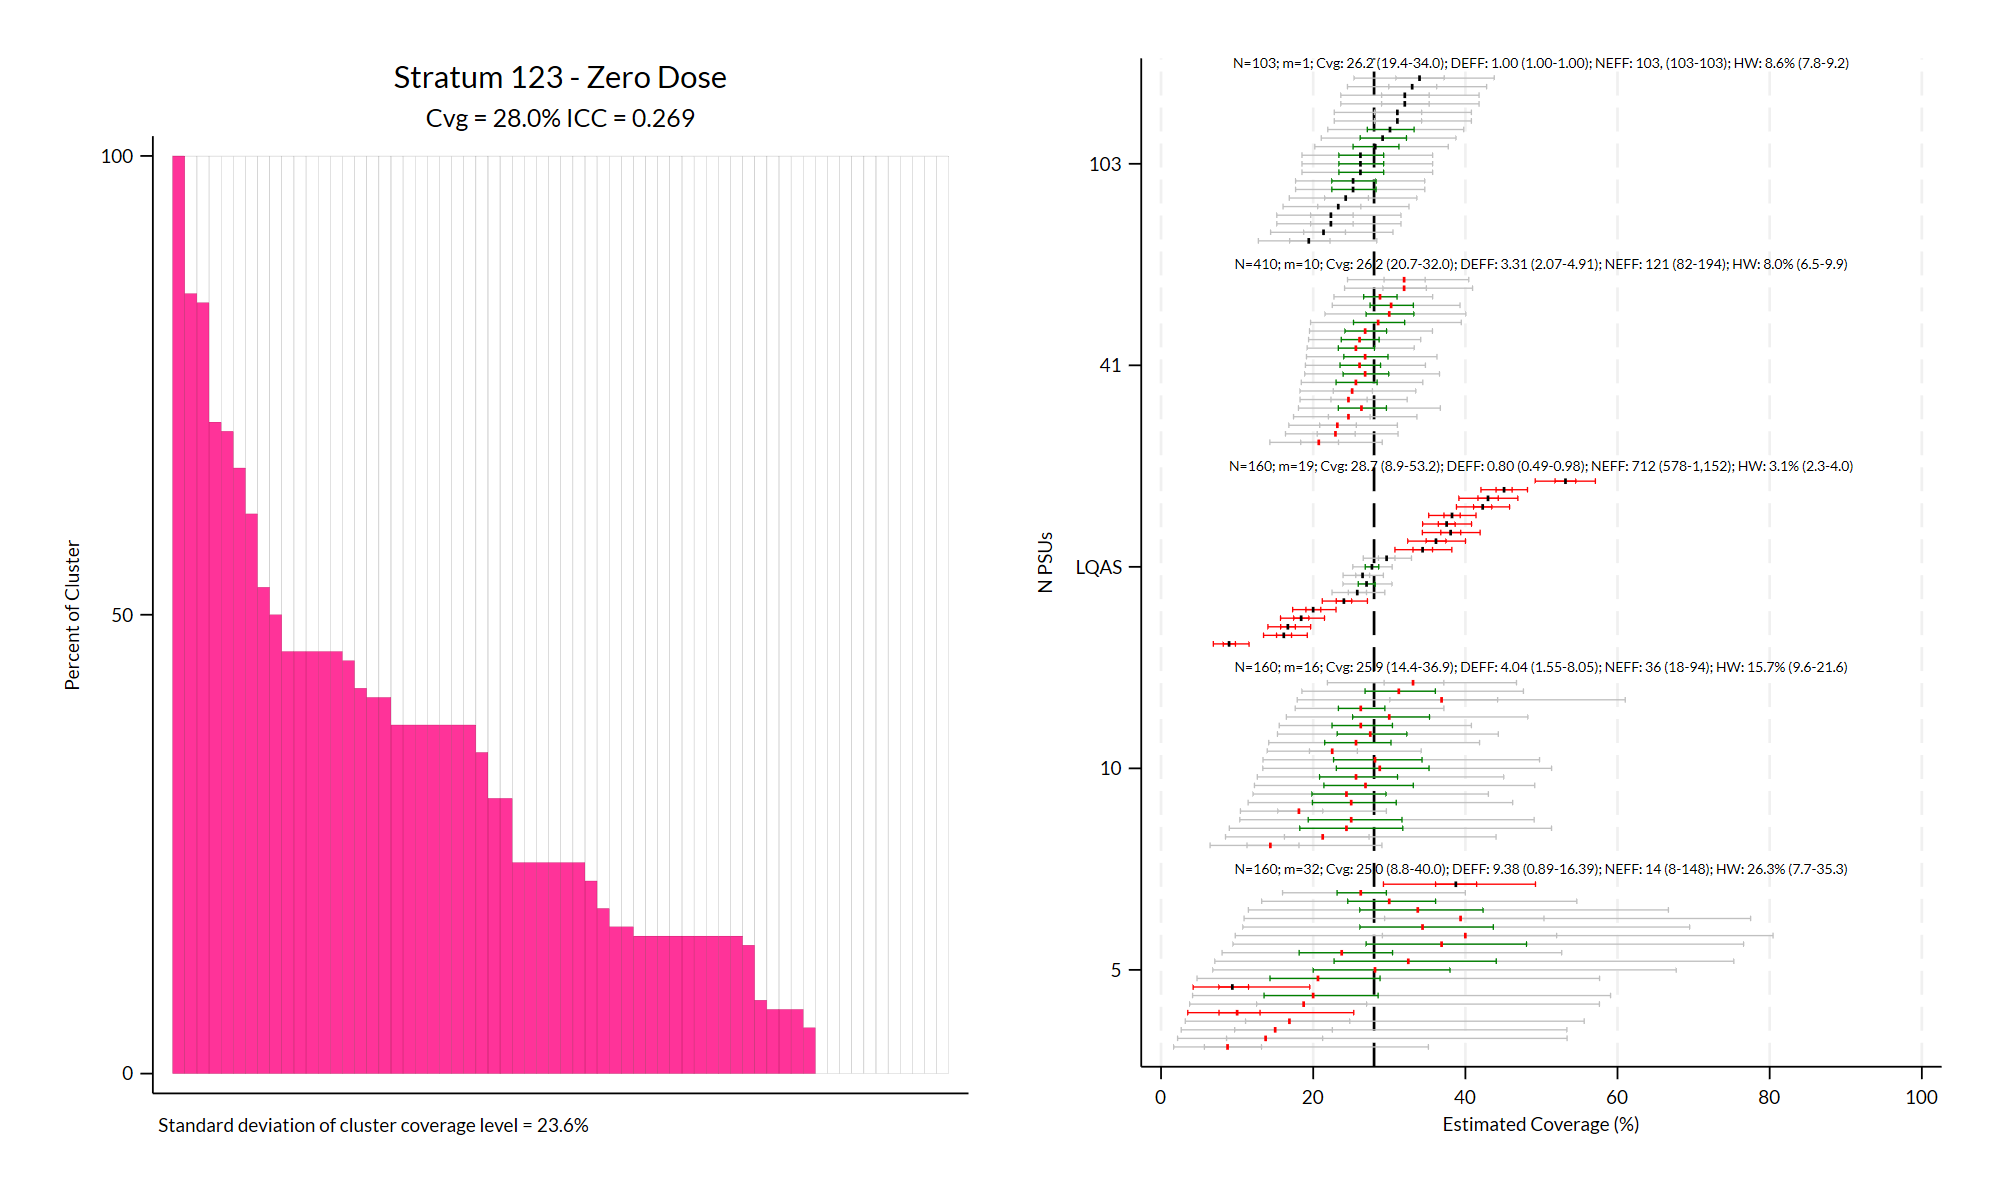 Stratum 123 - Zero Dose
Cvg = 28.0% ICC = 0.269
100
50
0
Percent of Cluster
Standard deviation of cluster coverage level = 23.6%
N=103; m=1; Cvg: 26.2 (19.4-34.0); DEFF: 1.00 (1.00-1.00); NEFF: 103, (103-103); HW: 8.6% (7.8-9.2)
103
N=410; m=10; Cvg: 26.2 (20.7-32.0); DEFF: 3.31 (2.07-4.91); NEFF: 121 (82-194); HW: 8.0% (6.5-9.9)
41
N=160; m=19; Cvg: 28.7 (8.9-53.2); DEFF: 0.80 (0.49-0.98); NEFF: 712 (578-1,152); HW: 3.1% (2.3-4.0)
LQAS
N=160; m=16; Cvg: 25.9 (14.4-36.9); DEFF: 4.04 (1.55-8.05); NEFF: 36 (18-94); HW: 15.7% (9.6-21.6)
10
N=160; m=32; Cvg: 25.0 (8.8-40.0); DEFF: 9.38 (0.89-16.39); NEFF: 14 (8-148); HW: 26.3% (7.7-35.3)
5
N PSUs
0 20 40 60 80 100
Estimated Coverage (%)